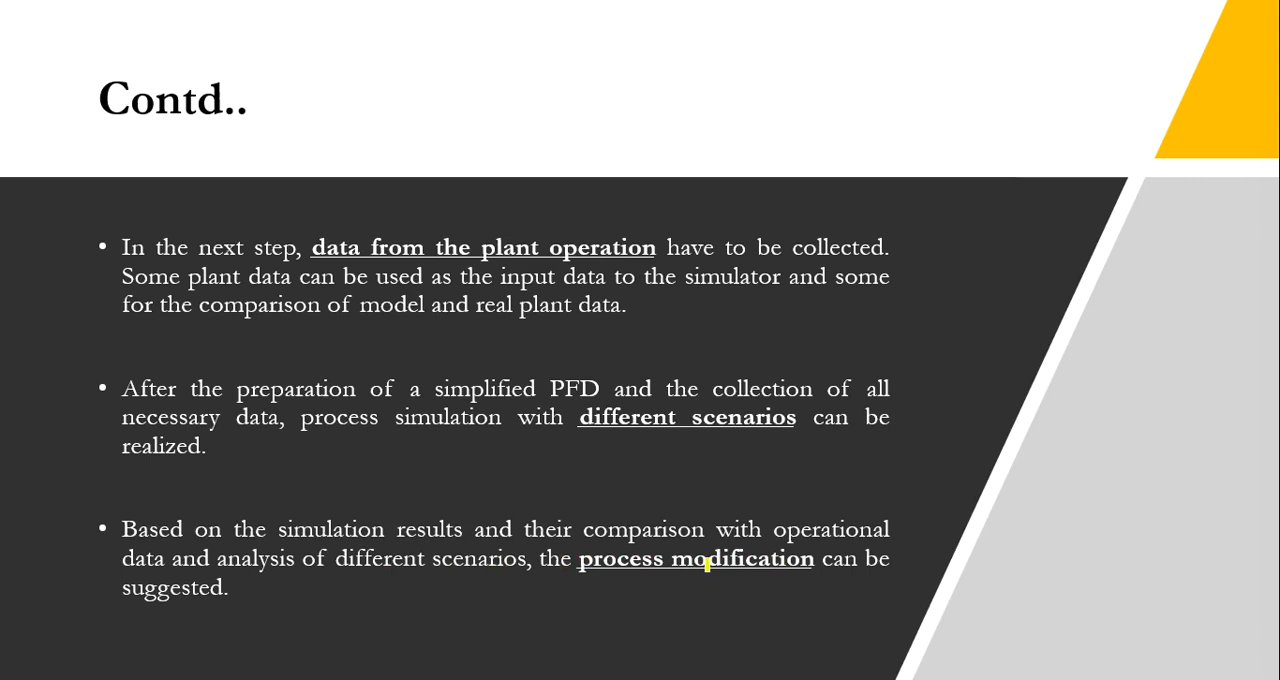 Contd..
• In the next step, data from the plant operation have to be collected.
Some plant data can be used as the input data to the simulator and some
for the comparison of model and real plant data.
• After the preparation of a simplified PFD and the collection of all
necessary data, process simulation with different scenarios can be
realized.
• Based on the simulation results and their comparison with operational
data and analysis of different scenarios, the process modification can be
suggested.